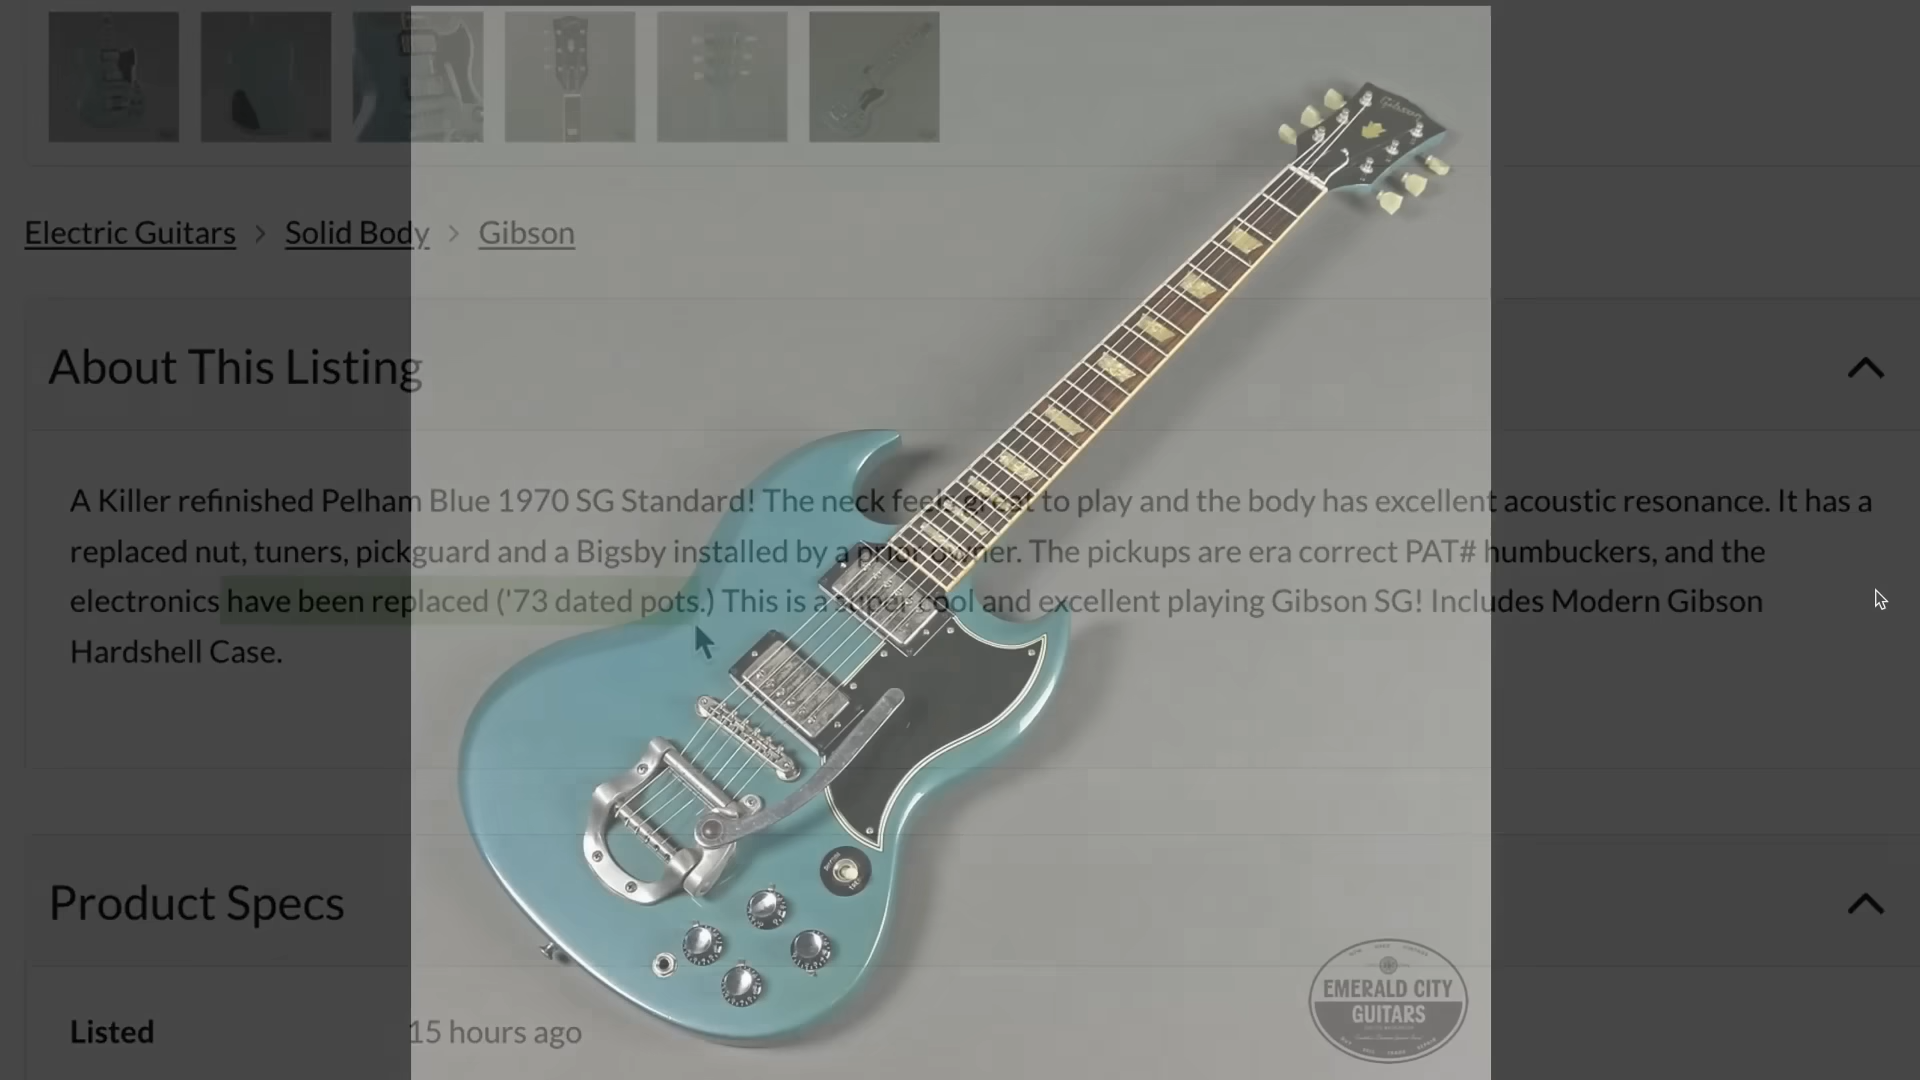 Gibson
Electric Guitars > Solid Body > Gibson
About This Listing
A Killer refinished Pelham Blue 1970 SG Standard! The neck feels great to play and the body has excellent acoustic resonance. It has a
replaced nut, tuners, pickguard and a Bigsby installed by a prior owner. The pickups are era correct PAT# humbuckers, and the
electronics have been replaced ('73 dated pots.) This is a super cool and excellent playing Gibson SG! Includes Modern Gibson
Hardshell Case.
Product Specs
Listed 15 hours ago
EMERALD CITY
GUITARS